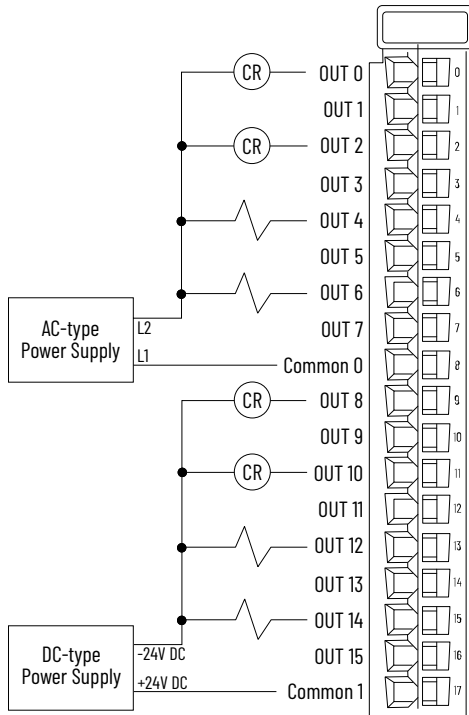 CR OUT 0 0
OUT 1 1
CR OUT 2 2
OUT 3 3
OUT 4 4
OUT 5 5
OUT 6 6
OUT 7 7
AC-type
Power Supply
L2
L1
Common 0 8
CR OUT 8 9
OUT 9 10
CR OUT 10 11
OUT 11 12
OUT 12 13
OUT 13 14
OUT 14 15
OUT 15 16
DC-type
Power Supply
-24V DC
+24V DC
Common 1 17